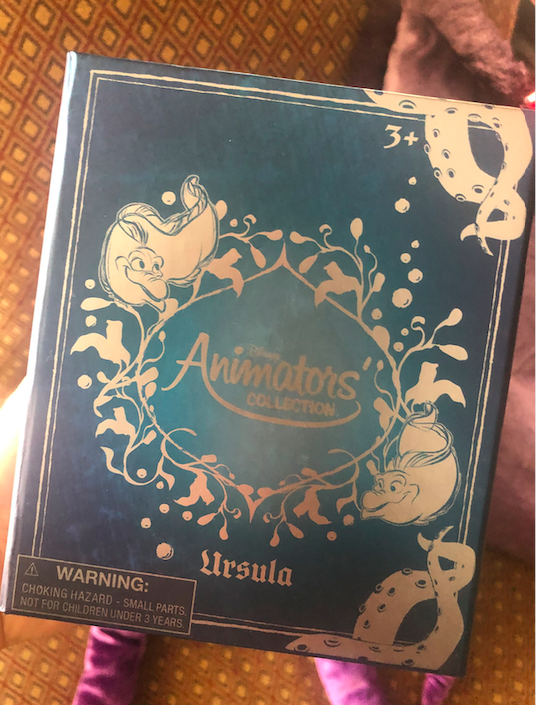 3+
Disney
Animators'
COLLECTION
Ursula
WARNING:
CHOKING HAZARD - SMALL PARTS.
NOT FOR CHILDREN UNDER 3 YEARS